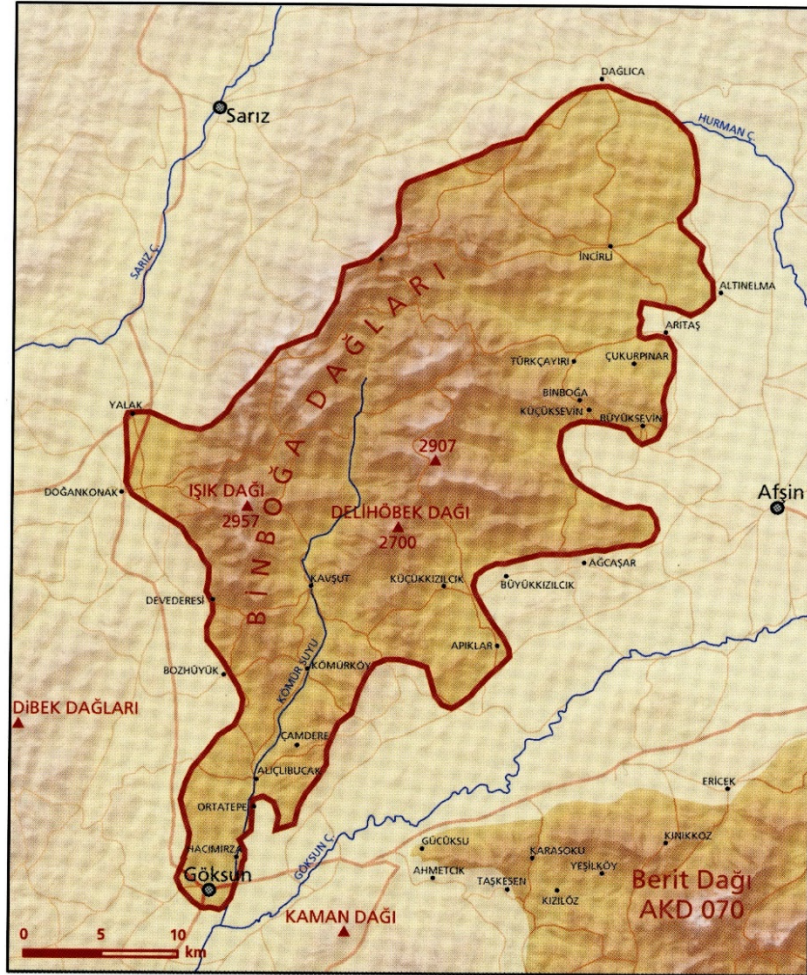 DAĞLICA
Sarız
HURMAN Ç.
SARIZ Ç.
İNCİRLİ
ALTINELMA
ARITAŞ
BİNBOĞA DAĞLARI
TÜRKÇAYIRI
ÇUKURPINAR
BİNBOĞA
KÜÇÜKSEVİN
BÜYÜKSEVİN
YALAK
2907
DOĞANKONAK
IŞIK DAĞI
2957
DELİHÖBEK DAĞI
2700
Afşin
AĞCAŞAR
KAVŞUT
KÜÇÜKKIZILCIK
BÜYÜKKIZILCIK
DEVEDERESİ
APIKLAR
BOZHÜYÜK
KÖMÜRKÖY
KÖMÜR SUYU
DİBEK DAĞLARI
ÇAMDERE
ALIÇLIBUCAK
ERİCEK
ORTATEPE
GÖKSUN Ç.
HACIMIRZA
GÜCÜKSU
KINIKKOZ
KARASOKU
YEŞİLKÖY
AHMETCİK
TAŞKESEN
KIZILÖZ
Göksun
Berit Dağı
AKD 070
KAMAN DAĞI
0 5 10
km